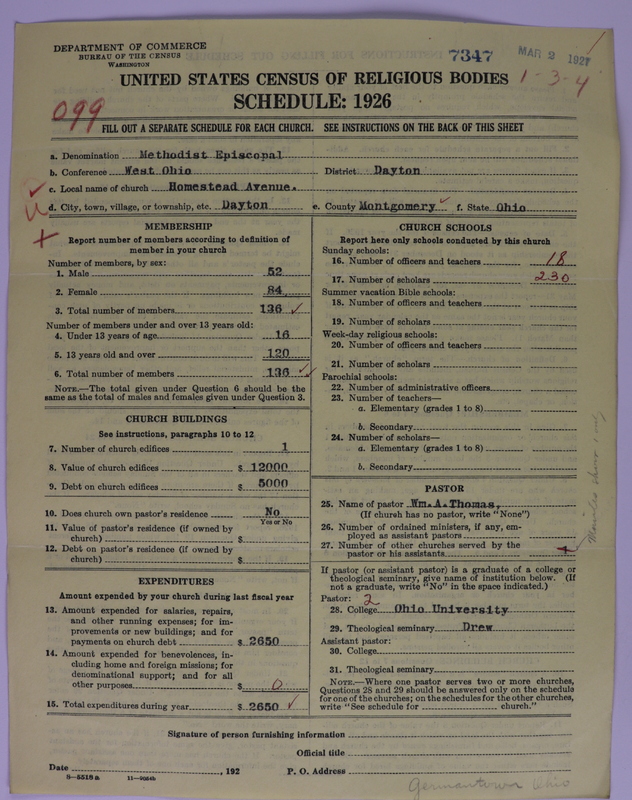 DEPARTMENT OF COMMERCE
BUREAU OF THE CENSUS
WASHINGTON
7347
MAR 2 1927
1-3-4
UNITED STATES CENSUS OF RELIGIOUS BODIES
SCHEDULE: 1926
099
FILL OUT A SEPARATE SCHEDULE FOR EACH CHURCH. SEE INSTRUCTIONS ON THE BACK OF THIS SHEET
a. Denomination Methodist Episcopal
b. Conference West Ohio District Dayton
c. Local name of church Homestead Avenue.
d. City, town, village, or township, etc. Dayton e. County Montgomery f. State Ohio
MEMBERSHIP
Report number of members according to definition of
member in your church
Number of members, by sex:
1. Male 52
2. Female 84
3. Total number of members 136
Number of members under and over 13 years old:
4. Under 13 years of age 16
5. 13 years old and over 120
6. Total number of members 136
NOTE.—The total given under Question 6 should be the
same as the total of males and females given under Question 3.
CHURCH BUILDINGS
See instructions, paragraphs 10 to 12
7. Number of church edifices 1
8. Value of church edifices $ 12000
9. Debt on church edifices $ 5000
10. Does church own pastor's residence No
Yes or No
11. Value of pastor's residence (if owned by
church) $
12. Debt on pastor's residence (if owned by
church) $
EXPENDITURES
Amount expended by your church during last fiscal year
13. Amount expended for salaries, repairs,
and other running expenses; for im-
provements or new buildings; and for
payments on church debt $ 2650
14. Amount expended for benevolences, in-
cluding home and foreign missions; for
denominational support; and for all
other purposes $ 0
15. Total expenditures during year $ 2650
CHURCH SCHOOLS
Report here only schools conducted by this church
Sunday schools:
16. Number of officers and teachers 18
17. Number of scholars 230
Summer vacation Bible schools:
18. Number of officers and teachers
19. Number of scholars
Week-day religious schools:
20. Number of officers and teachers
21. Number of scholars
Parochial schools:
22. Number of administrative officers
23. Number of teachers—
a. Elementary (grades 1 to 8)
b. Secondary
24. Number of scholars—
a. Elementary (grades 1 to 8)
b. Secondary
PASTOR
25. Name of pastor Wm. A. Thomas,
(If church has no pastor, write "None")
26. Number of ordained ministers, if any, em-
ployed as assistant pastors
27. Number of other churches served by the
pastor or his assistants
If pastor (or assistant pastor) is a graduate of a college or
theological seminary, give name of institution below. (If
not a graduate, write "No" in the space indicated.)
Pastor: 2
28. College Ohio University
29. Theological seminary Drew
Assistant pastor:
30. College
31. Theological seminary
NOTE.—Where one pastor serves two or more churches,
Questions 28 and 29 should be answered only on the schedule
for one of the churches; on the schedules for the other churches,
write "See schedule for church."
Signature of person furnishing information
Official title
Date , 192 P. O. Address
8—5518a 11—9054b
Germantown Ohio